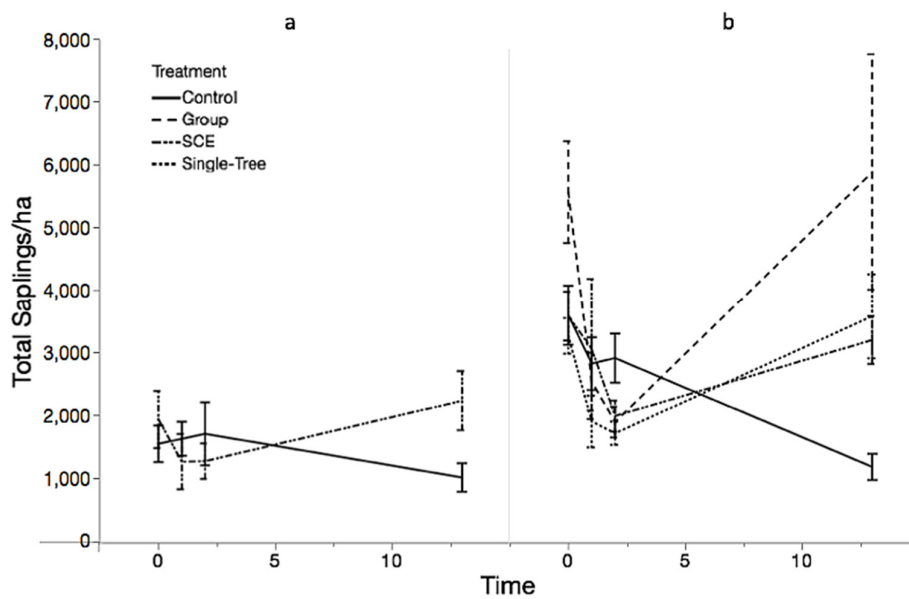 a b
Treatment
Control
Group
SCE
Single-Tree
Total Saplings/ha
8,000
7,000
6,000
5,000
4,000
3,000
2,000
1,000
0
0 5 10 0 5 10
Time